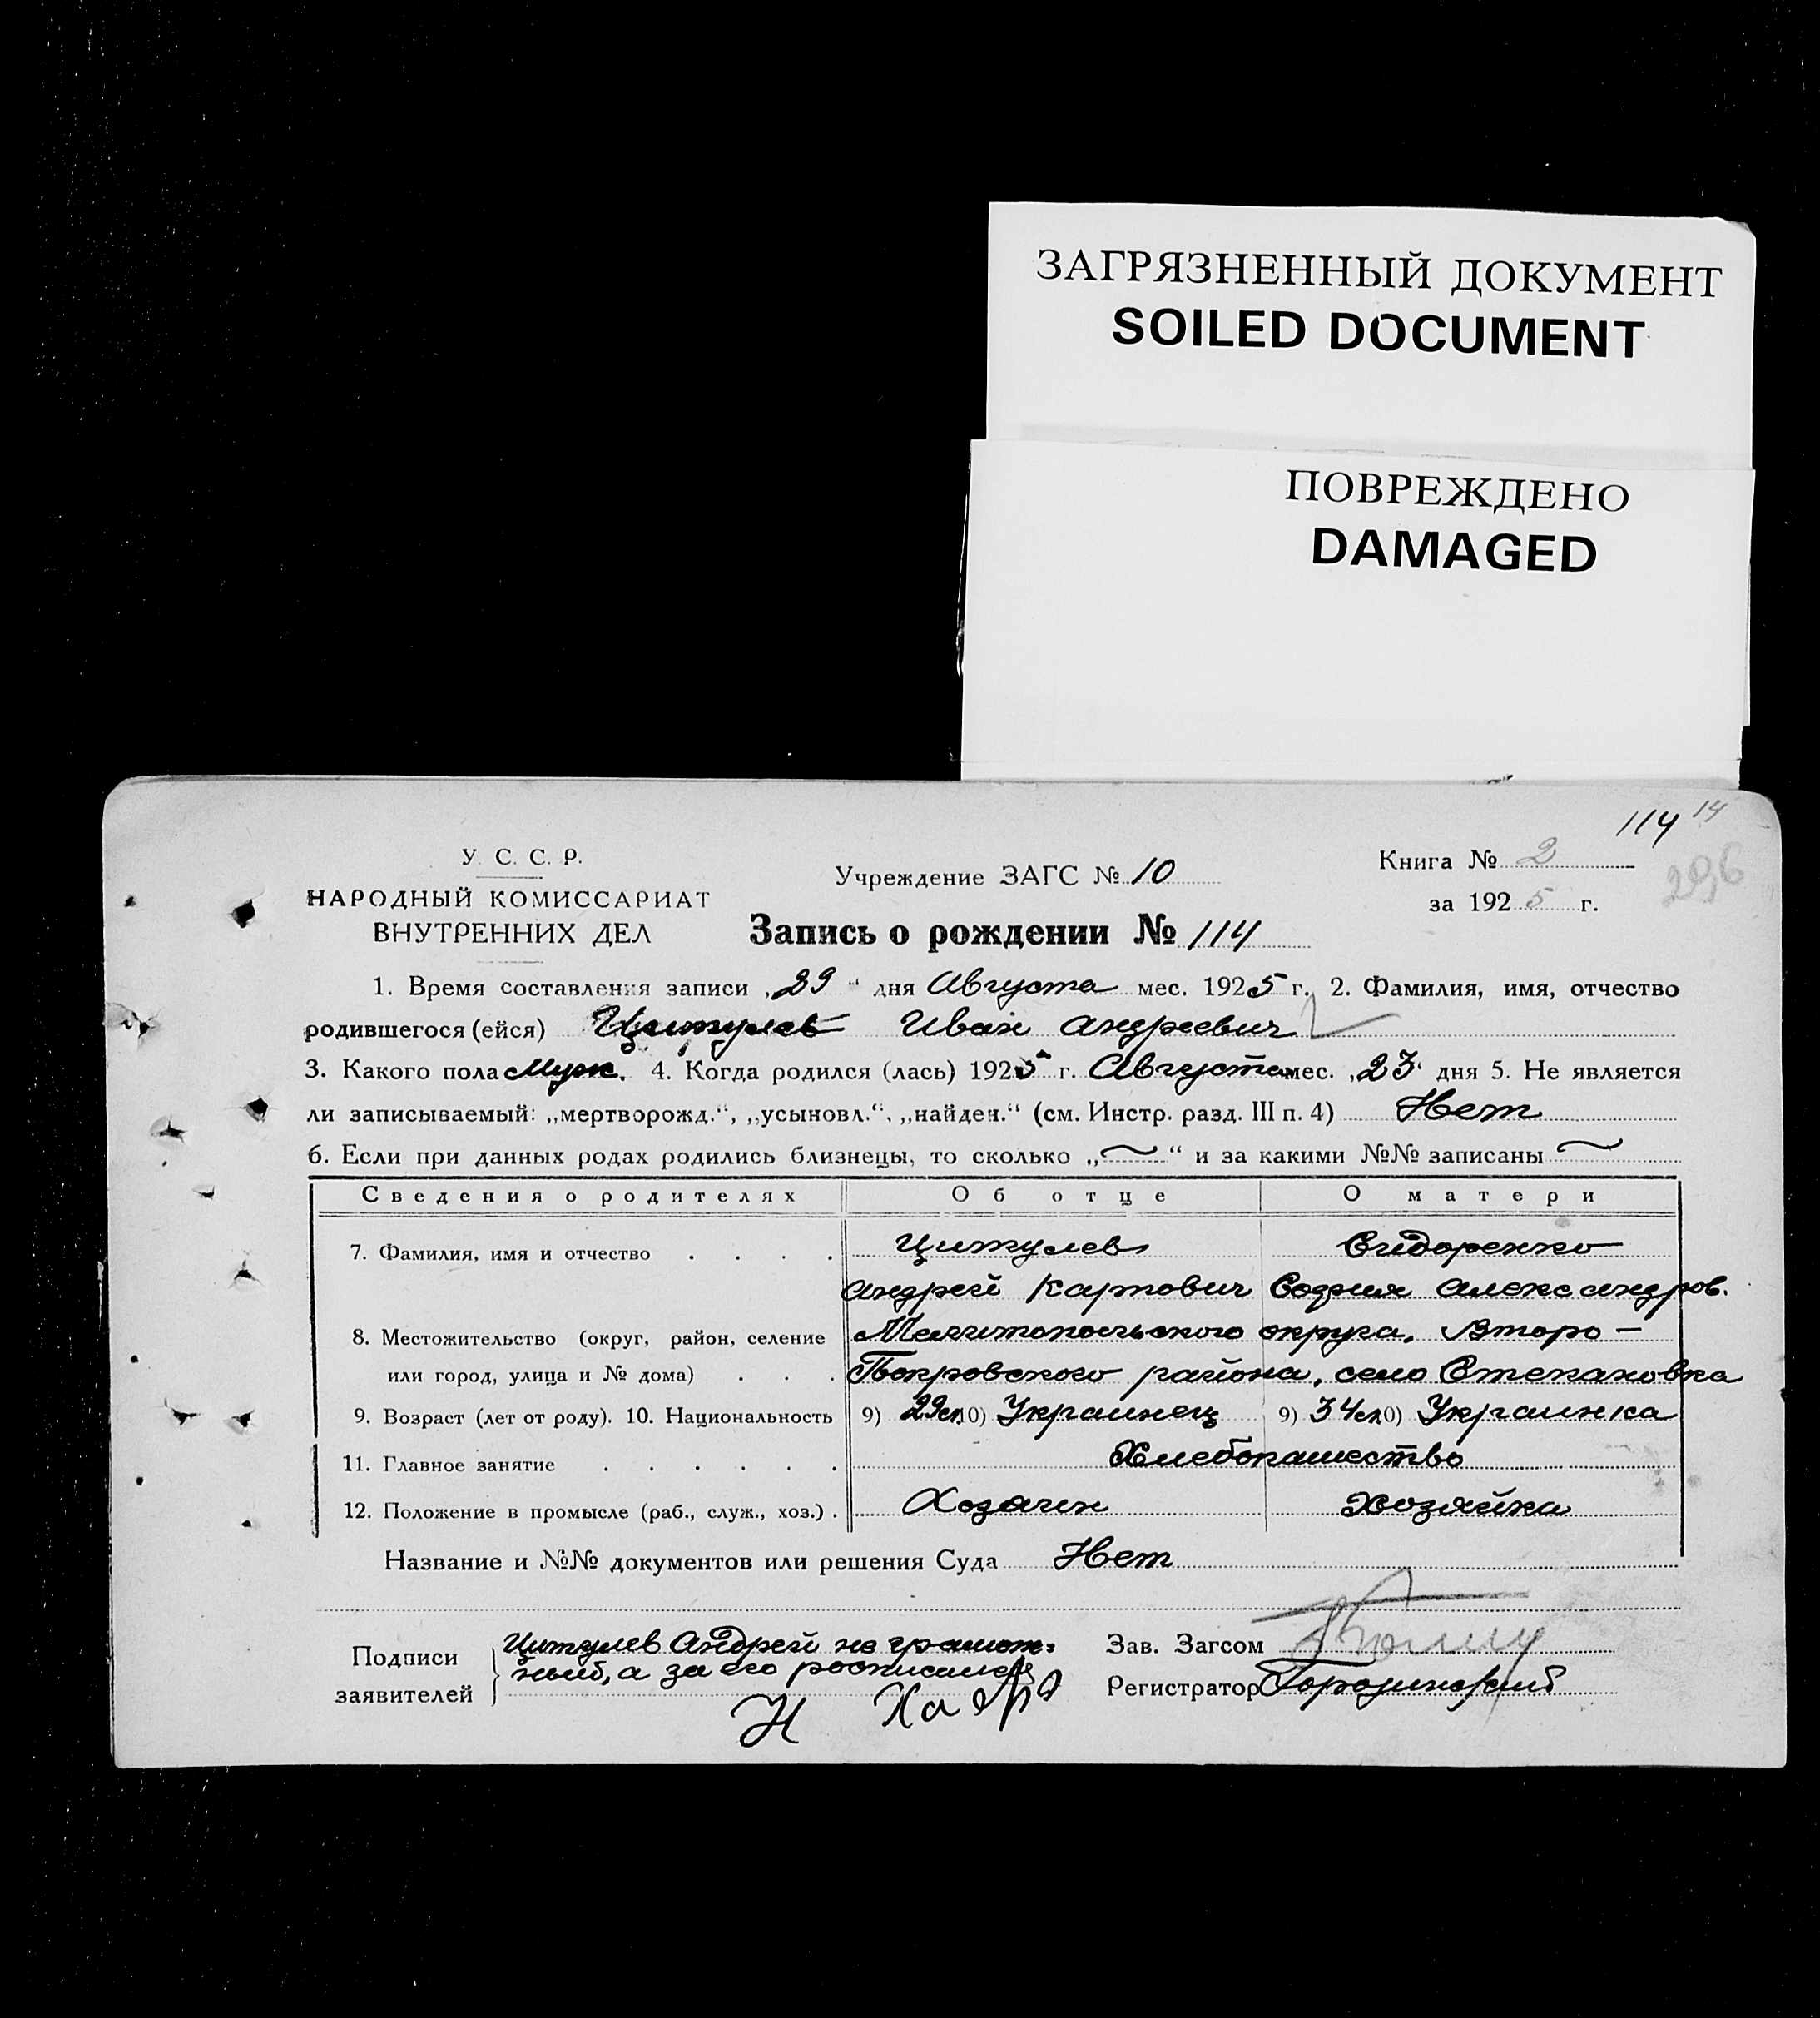 ЗАГРЯЗНЕННЫЙ ДОКУМЕНТ
SOILED DOCUMENT
ПОВРЕЖДЕНО
DAMAGED
114 14
У. С. С. Р.
НАРОДНЫЙ КОМИССАРИАТ
ВНУТРЕННИХ ДЕЛ
Учреждение ЗАГС № 10
Книга № 2
296
за 1925 г.
Запись о рождении № 114
1. Время составления записи „29“ дня Августа мес. 1925 г. 2. Фамилия, имя, отчество
родившегося (ейся) Цитулев Иван Андреевич
3. Какого пола Муж. 4. Когда родился (лась) 1925 г. Августа мес. „23“ дня 5. Не является
ли записываемый: „мертворожд.“, „усыновл.“, „найден.“ (см. Инстр. разд. III п. 4) Нет
6. Если при данных родах родились близнецы, то сколько „~“ и за какими №№ записаны ~
Сведения о родителях Об отце О матери
7. Фамилия, имя и отчество . . . . Цитулев Сидоренко
Андрей Карпович София Александров.
8. Местожительство (округ, район, селение Мелитопольского округа, Второ-
или город, улица и № дома) . . . Покровского района, село Степановка
9. Возраст (лет от роду). 10. Национальность 9) 29 л. 10) Украинец 9) 34 л. 10) Украинка
11. Главное занятие . . . . . . Хлебопашество
12. Положение в промысле (раб., служ., хоз.) . Хозяин Хозяйка
Название и №№ документов или решения Суда Нет
Подписи заявителей
Цитулев Андрей не грамот-
ный, а за его росписался
Н
Зав. Загсом
Регистратор